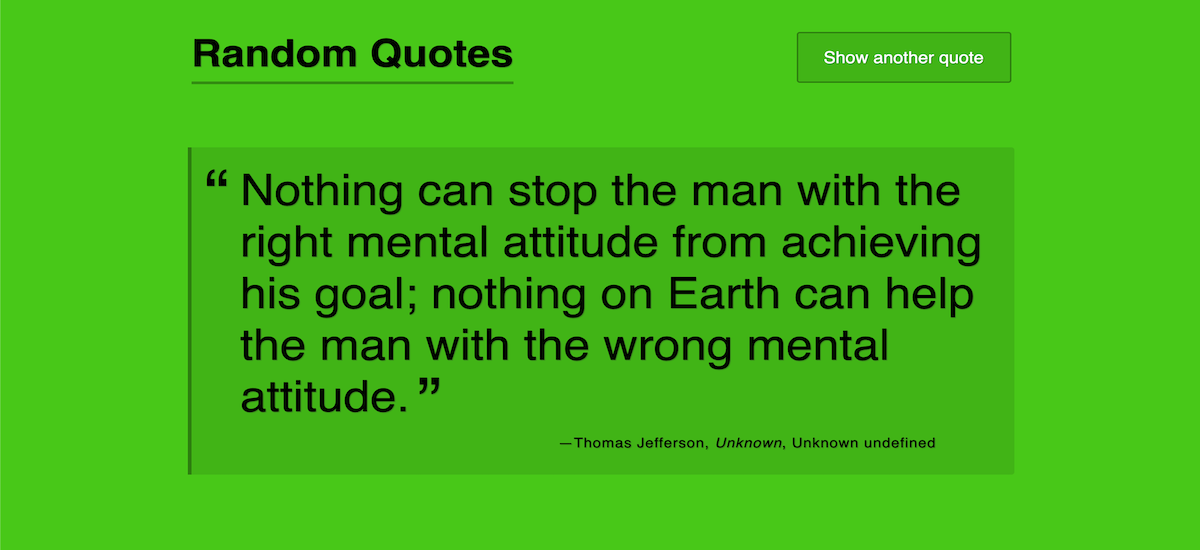 Random Quotes
Show another quote
“ Nothing can stop the man with the
right mental attitude from achieving
his goal; nothing on Earth can help
the man with the wrong mental
attitude. ”
—Thomas Jefferson, Unknown, Unknown undefined